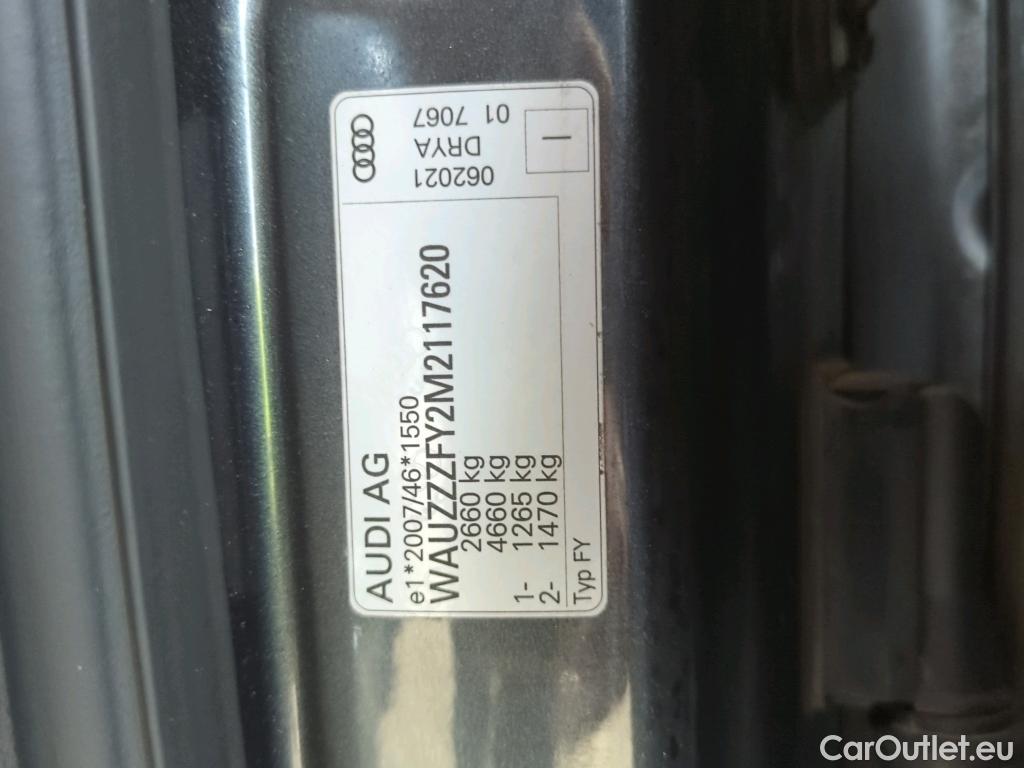 AUDI AG
e1*2007/46*1550
WAUZZZFY2M2117620
2660 kg
4660 kg
1- 1265 kg
2- 1470 kg
Typ FY
062021
DRYA
01 7067
I
CarOutlet.eu